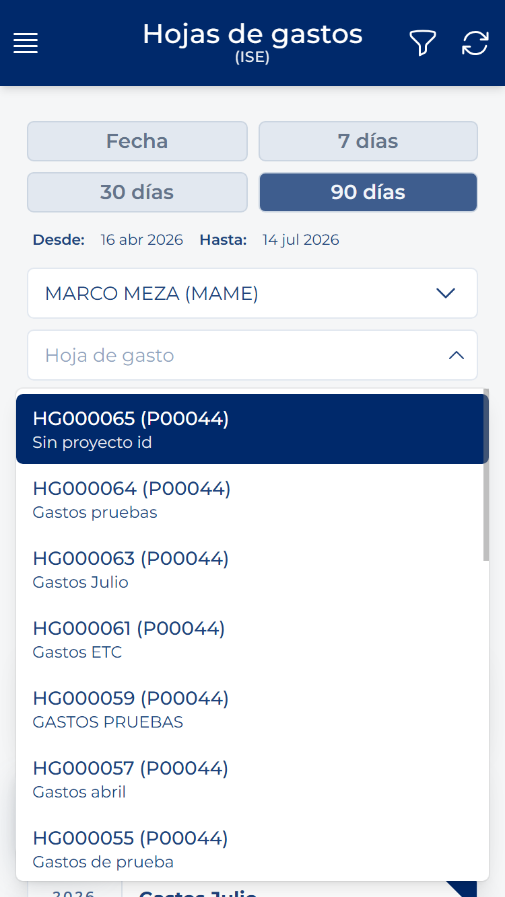 Hojas de gastos
(ISE)
Fecha
7 días
30 días
90 días
Desde: 16 abr 2026 Hasta: 14 jul 2026
MARCO MEZA (MAME)
Hoja de gasto
HG000065 (P00044)
Sin proyecto id
HG000064 (P00044)
Gastos pruebas
HG000063 (P00044)
Gastos Julio
HG000061 (P00044)
Gastos ETC
HG000059 (P00044)
GASTOS PRUEBAS
HG000057 (P00044)
Gastos abril
HG000055 (P00044)
Gastos de prueba
2026 Gastos Julio